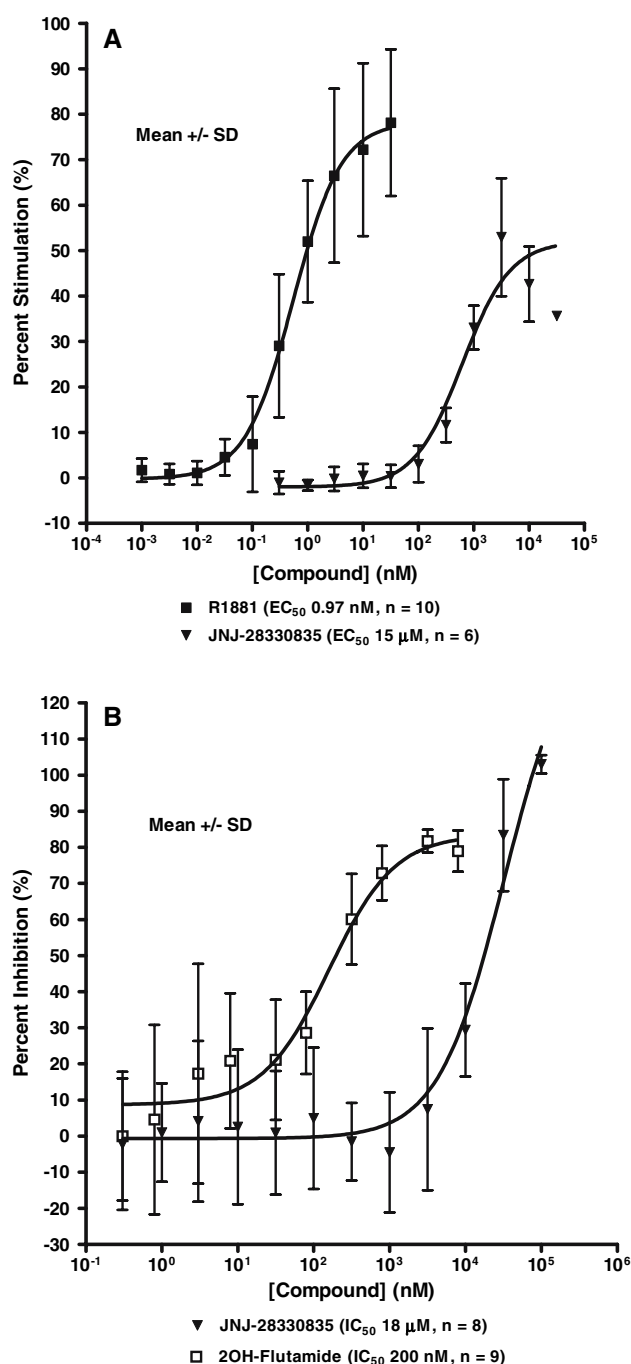 A
Mean +/- SD
Percent Stimulation (%)
100
90
80
70
60
50
40
30
20
10
0
-10
10⁻⁴ 10⁻³ 10⁻² 10⁻¹ 10⁰ 10¹ 10² 10³ 10⁴ 10⁵
[Compound] (nM)
■ R1881 (EC₅₀ 0.97 nM, n = 10)
▼ JNJ-28330835 (EC₅₀ 15 µM, n = 6)
B
Mean +/- SD
Percent Inhibition (%)
120
110
100
90
80
70
60
50
40
30
20
10
0
-10
-20
-30
10⁻¹ 10⁰ 10¹ 10² 10³ 10⁴ 10⁵ 10⁶
[Compound] (nM)
▼ JNJ-28330835 (IC₅₀ 18 µM, n = 8)
□ 2OH-Flutamide (IC₅₀ 200 nM, n = 9)